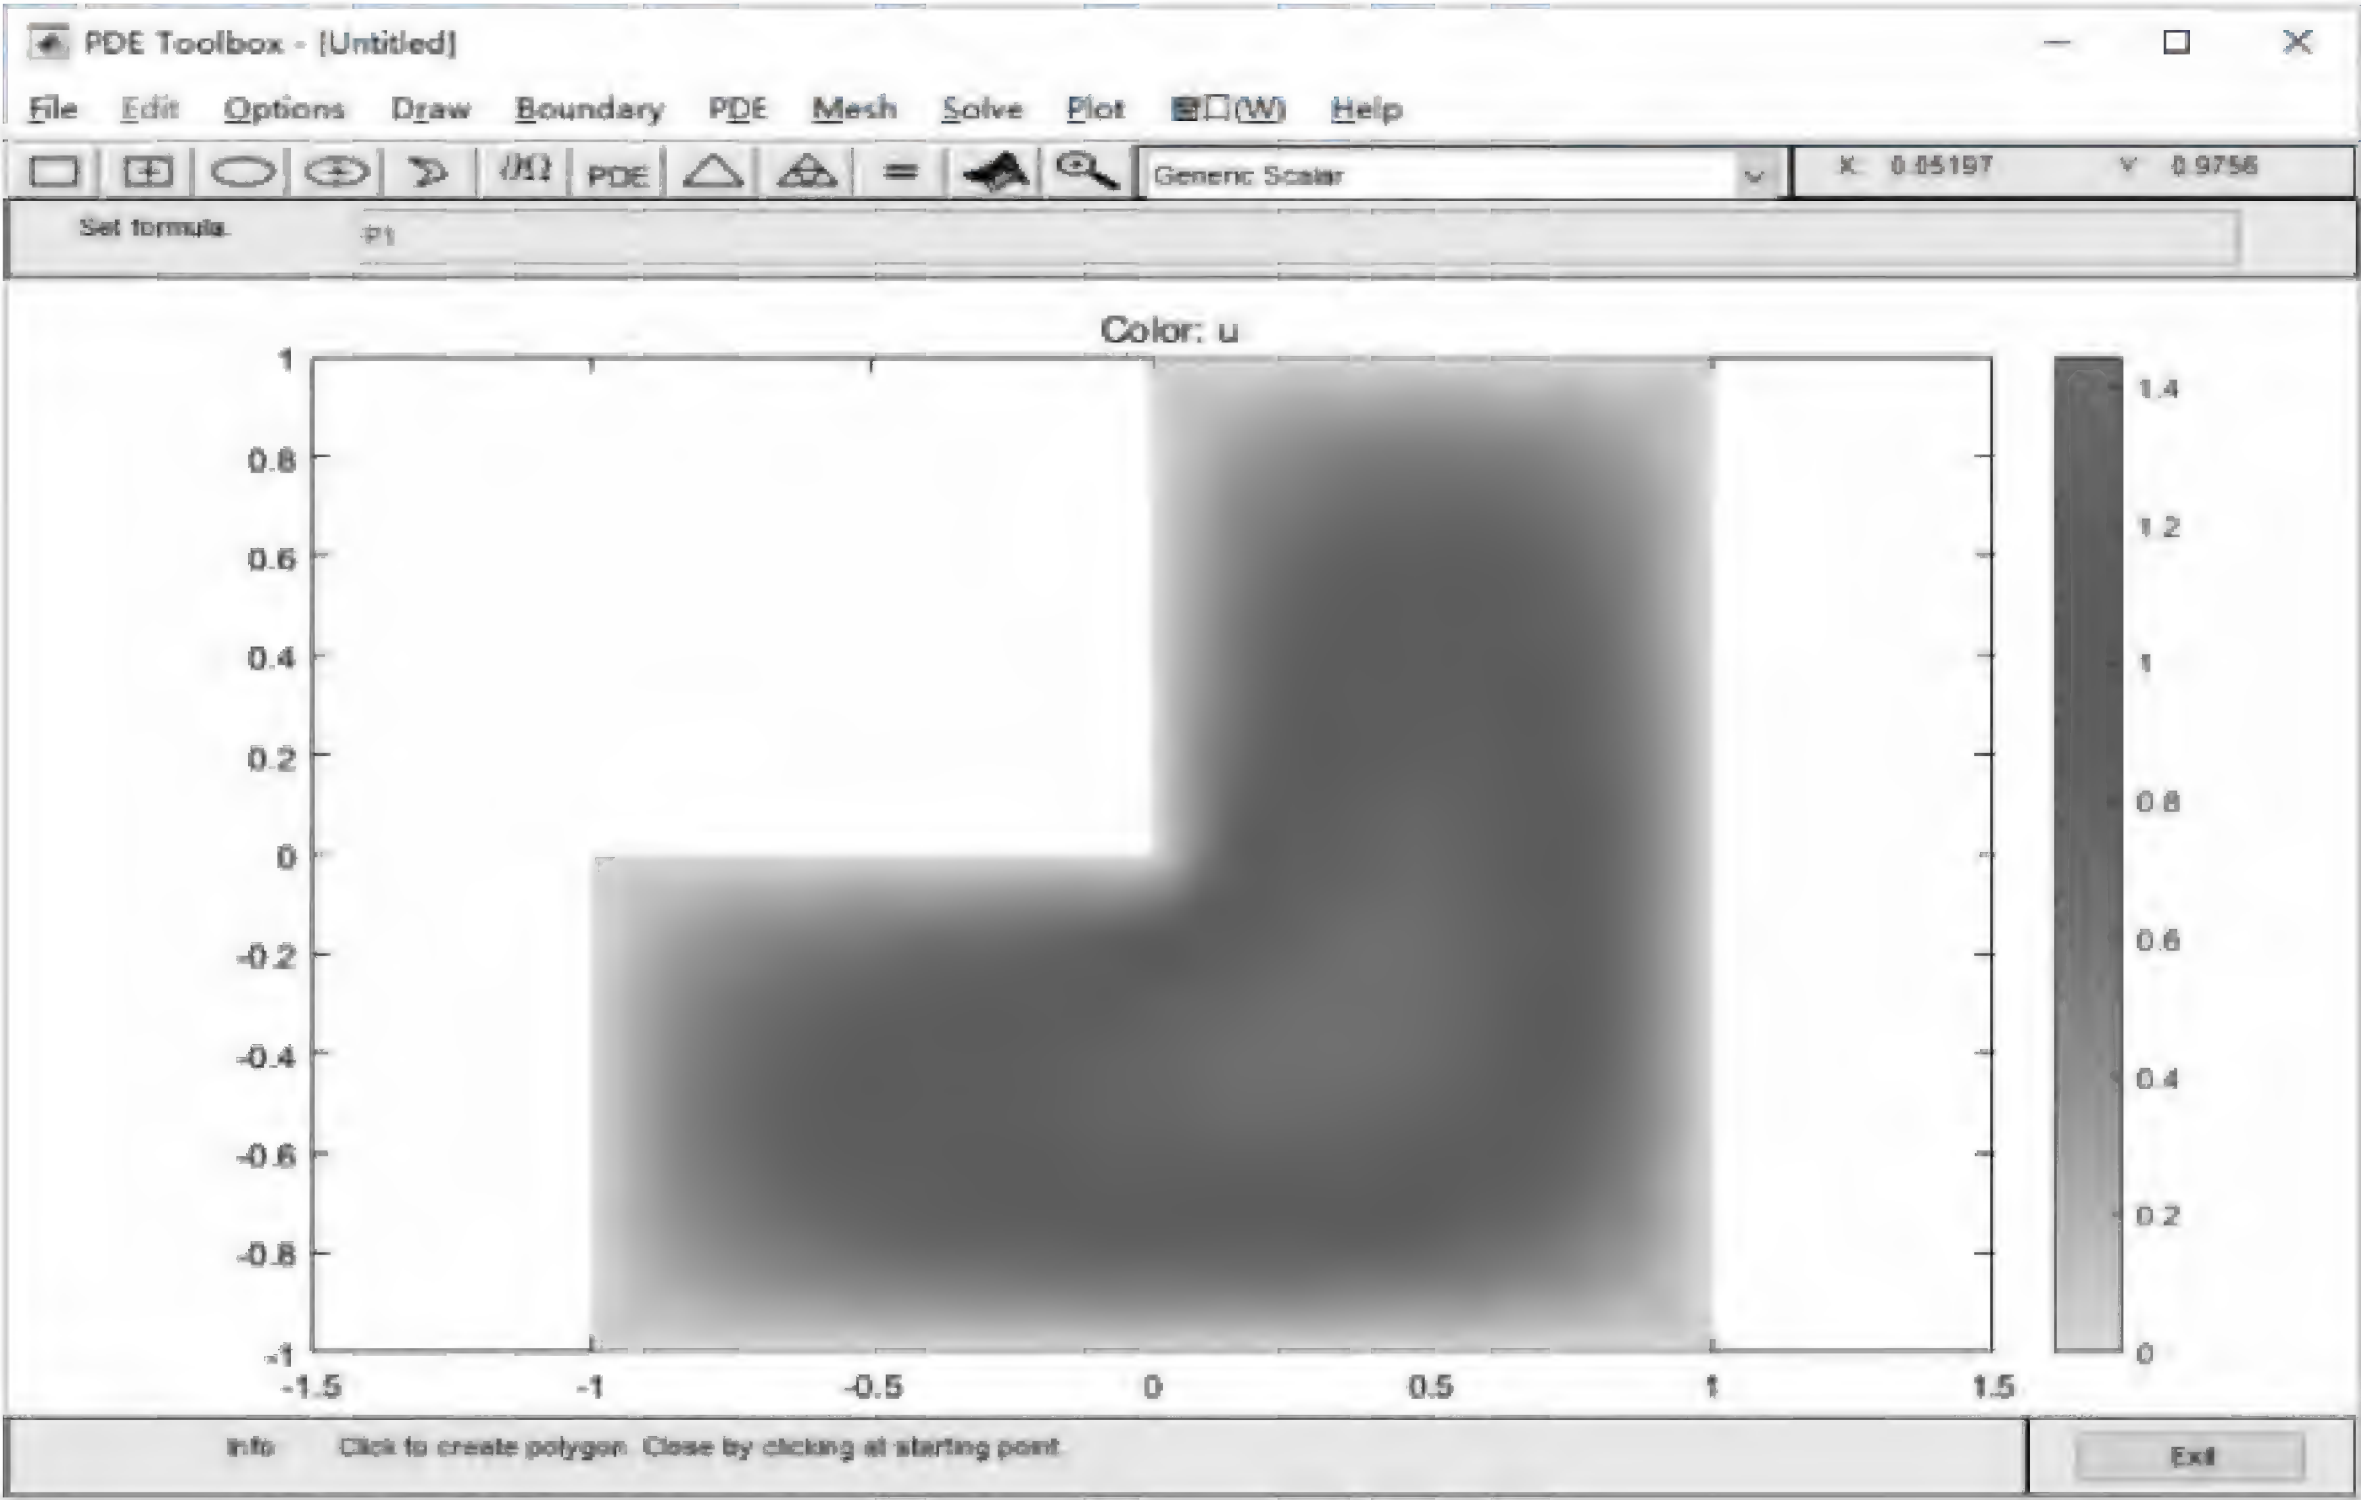 PDE Toolbox - [Untitled]
File Edit Options Draw Boundary PDE Mesh Solve Plot (W) Help
∂Ω PDE = Generic Scalar X: 0.05197 Y: 0.9756
Set formula: P1
Color: u
1
0.8
0.6
0.4
0.2
0
-0.2
-0.4
-0.6
-0.8
-1
-1.5 -1 -0.5 0 0.5 1 1.5
1.4
1.2
1
0.8
0.6
0.4
0.2
0
Info: Click to create polygon. Close by clicking at starting point.
Exit